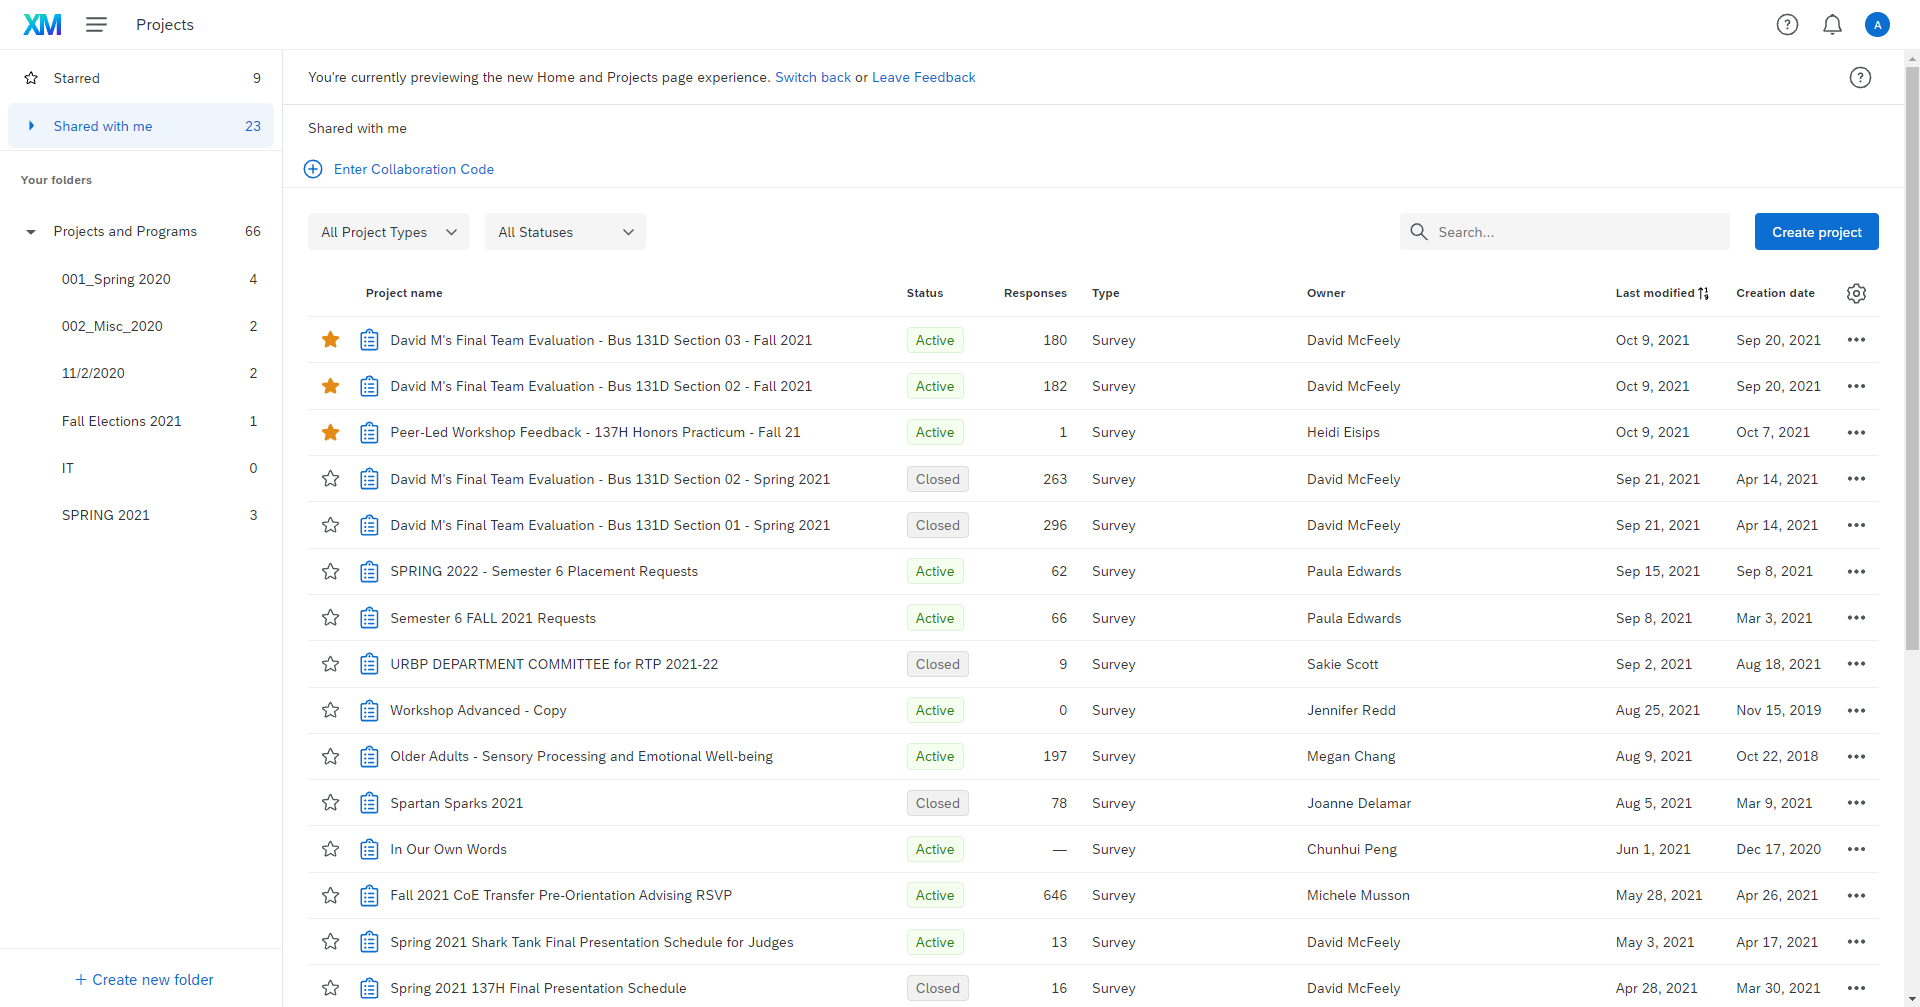 XM Projects A
Starred 9
Shared with me 23
Your folders
Projects and Programs 66
001_Spring 2020 4
002_Misc_2020 2
11/2/2020 2
Fall Elections 2021 1
IT 0
SPRING 2021 3
+ Create new folder
You're currently previewing the new Home and Projects page experience. Switch back or Leave Feedback
Shared with me
Enter Collaboration Code
All Project Types All Statuses Search... Create project
Project name Status Responses Type Owner Last modified Creation date
David M's Final Team Evaluation - Bus 131D Section 03 - Fall 2021 Active 180 Survey David McFeely Oct 9, 2021 Sep 20, 2021
David M's Final Team Evaluation - Bus 131D Section 02 - Fall 2021 Active 182 Survey David McFeely Oct 9, 2021 Sep 20, 2021
Peer-Led Workshop Feedback - 137H Honors Practicum - Fall 21 Active 1 Survey Heidi Eisips Oct 9, 2021 Oct 7, 2021
David M's Final Team Evaluation - Bus 131D Section 02 - Spring 2021 Closed 263 Survey David McFeely Sep 21, 2021 Apr 14, 2021
David M's Final Team Evaluation - Bus 131D Section 01 - Spring 2021 Closed 296 Survey David McFeely Sep 21, 2021 Apr 14, 2021
SPRING 2022 - Semester 6 Placement Requests Active 62 Survey Paula Edwards Sep 15, 2021 Sep 8, 2021
Semester 6 FALL 2021 Requests Active 66 Survey Paula Edwards Sep 8, 2021 Mar 3, 2021
URBP DEPARTMENT COMMITTEE for RTP 2021-22 Closed 9 Survey Sakie Scott Sep 2, 2021 Aug 18, 2021
Workshop Advanced - Copy Active 0 Survey Jennifer Redd Aug 25, 2021 Nov 15, 2019
Older Adults - Sensory Processing and Emotional Well-being Active 197 Survey Megan Chang Aug 9, 2021 Oct 22, 2018
Spartan Sparks 2021 Closed 78 Survey Joanne Delamar Aug 5, 2021 Mar 9, 2021
In Our Own Words Active — Survey Chunhui Peng Jun 1, 2021 Dec 17, 2020
Fall 2021 CoE Transfer Pre-Orientation Advising RSVP Active 646 Survey Michele Musson May 28, 2021 Apr 26, 2021
Spring 2021 Shark Tank Final Presentation Schedule for Judges Active 13 Survey David McFeely May 3, 2021 Apr 17, 2021
Spring 2021 137H Final Presentation Schedule Closed 16 Survey David McFeely Apr 28, 2021 Mar 30, 2021